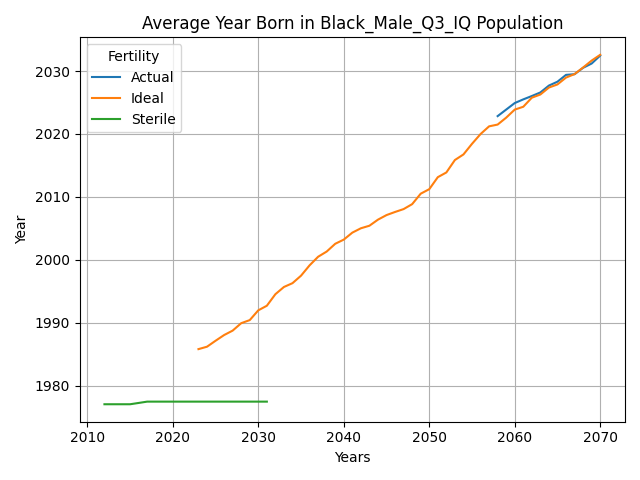 Average Year Born in Black_Male_Q3_IQ Population
Fertility
Actual
Ideal
Sterile
Year
2030
2020
2010
2000
1990
1980
2010 2020 2030 2040 2050 2060 2070
Years